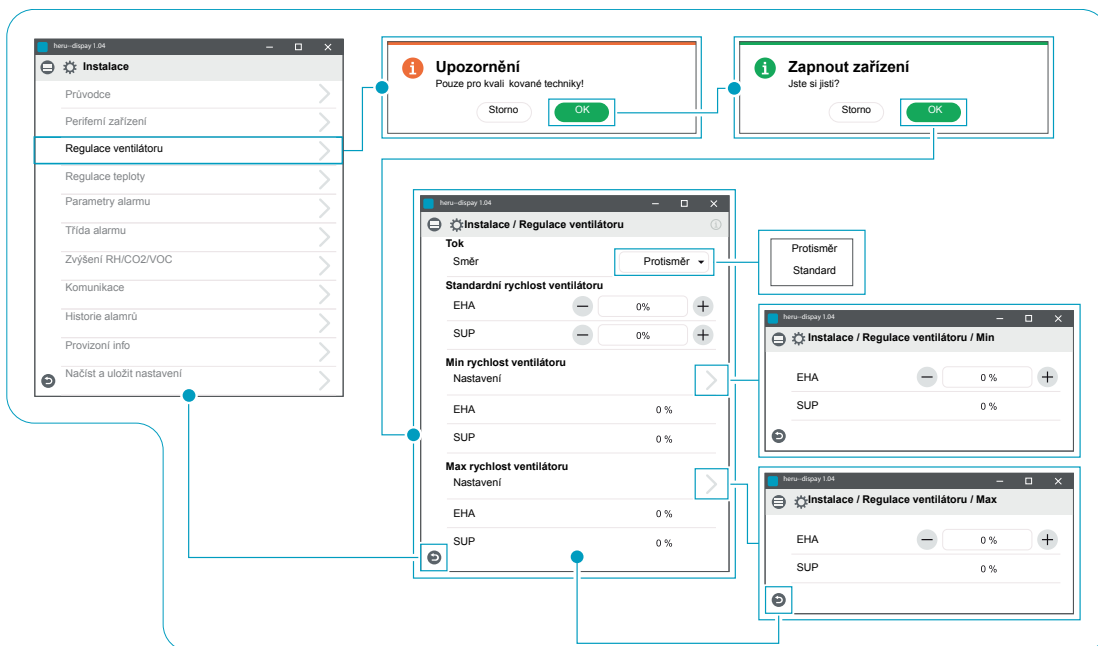 heru--dispay 1.04
Instalace
Průvodce
Periferní zařízení
Regulace ventilátoru
Regulace teploty
Parametry alarmu
Třída alarmu
Zvýšení RH/CO2/VOC
Komunikace
Historie alamrů
Provizoní info
Načíst a uložit nastavení
Upozornění
Pouze pro kvali kované techniky!
Storno OK
Zapnout zařízení
Jste si jisti?
Storno OK
heru--dispay 1.04
Instalace / Regulace ventilátoru
Tok
Směr Protisměr
Standardní rychlost ventilátoru
EHA 0%
SUP 0%
Min rychlost ventilátoru
Nastavení
EHA 0 %
SUP 0 %
Max rychlost ventilátoru
Nastavení
EHA 0 %
SUP 0 %
Protisměr
Standard
heru--dispay 1.04
Instalace / Regulace ventilátoru / Min
EHA 0 %
SUP 0 %
heru--dispay 1.04
Instalace / Regulace ventilátoru / Max
EHA 0 %
SUP 0 %